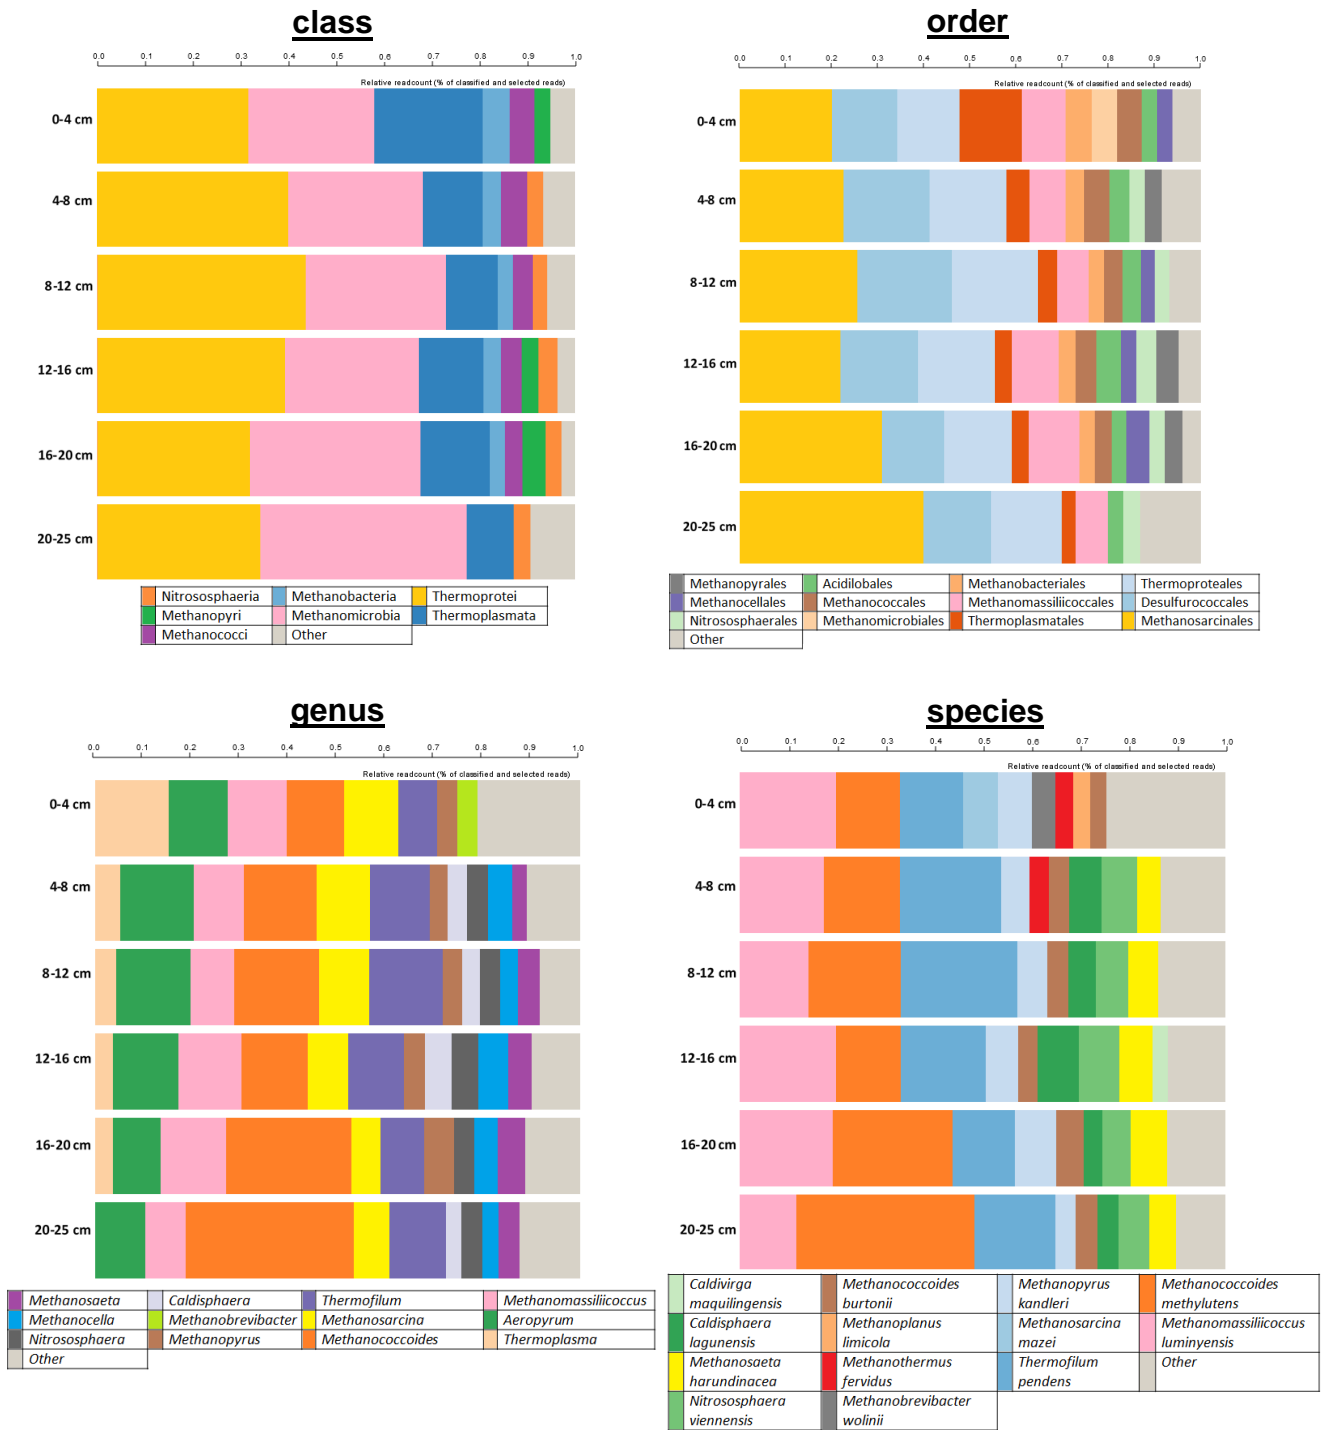 class
0.0 0.1 0.2 0.3 0.4 0.5 0.6 0.7 0.8 0.9 1.0
Relative readcount (% of classified and selected reads)
0-4 cm
4-8 cm
8-12 cm
12-16 cm
16-20 cm
20-25 cm
Nitrososphaeria Methanobacteria Thermoprotei
Methanopyri Methanomicrobia Thermoplasmata
Methanococci Other
order
0.0 0.1 0.2 0.3 0.4 0.5 0.6 0.7 0.8 0.9 1.0
Relative readcount (% of classified and selected reads)
0-4 cm
4-8 cm
8-12 cm
12-16 cm
16-20 cm
20-25 cm
Methanopyrales Acidilobales Methanobacteriales Thermoproteales
Methanocellales Methanococcales Methanomassiliicoccales Desulfurococcales
Nitrososphaerales Methanomicrobiales Thermoplasmatales Methanosarcinales
Other
genus
0.0 0.1 0.2 0.3 0.4 0.5 0.6 0.7 0.8 0.9 1.0
Relative readcount (% of classified and selected reads)
0-4 cm
4-8 cm
8-12 cm
12-16 cm
16-20 cm
20-25 cm
Methanosaeta Caldisphaera Thermofilum Methanomassiliicoccus
Methanocella Methanobrevibacter Methanosarcina Aeropyrum
Nitrososphaera Methanopyrus Methanococcoides Thermoplasma
Other
species
0.0 0.1 0.2 0.3 0.4 0.5 0.6 0.7 0.8 0.9 1.0
Relative readcount (% of classified and selected reads)
0-4 cm
4-8 cm
8-12 cm
12-16 cm
16-20 cm
20-25 cm
Caldivirga Methanococcoides Methanopyrus Methanococcoides
maquilingensis burtonii kandleri methylutens
Caldisphaera Methanoplanus Methanosarcina Methanomassiliicoccus
lagunensis limicola mazei luminyensis
Methanosaeta Methanothermus Thermofilum Other
harundinacea fervidus pendens
Nitrososphaera Methanobrevibacter
viennensis wolinii